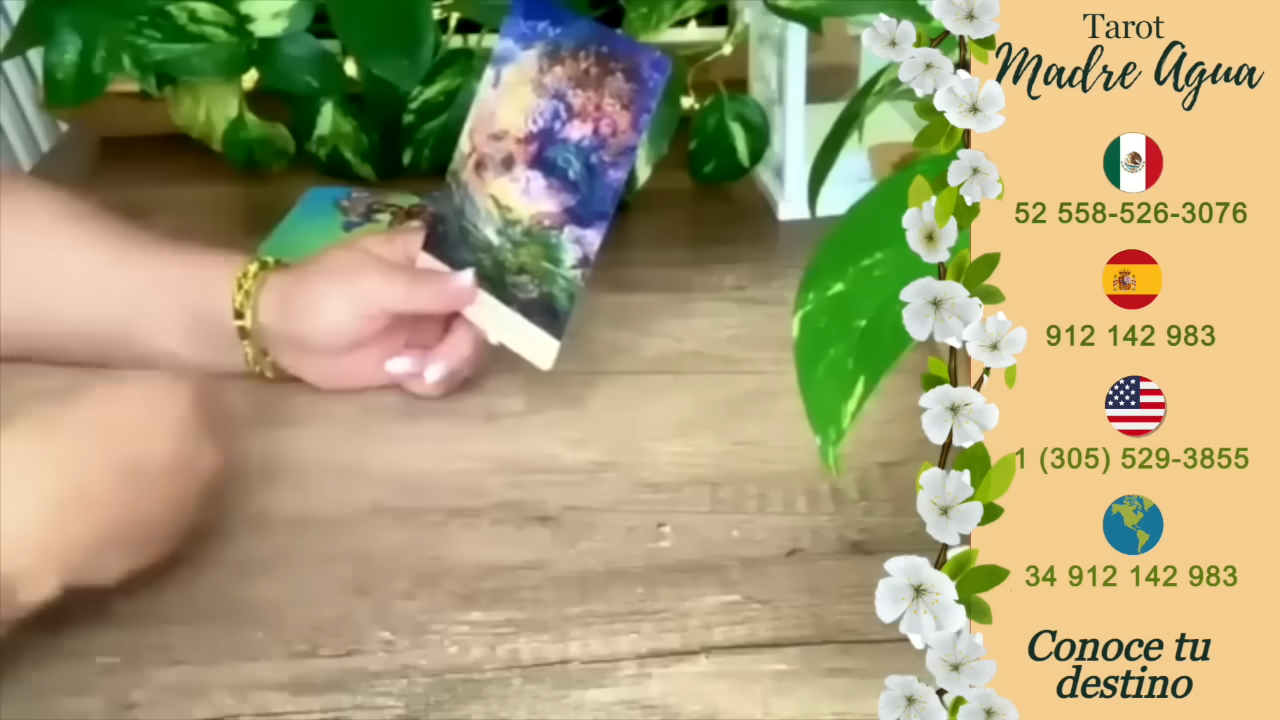 Tarot
Madre Agua
52 558-526-3076
912 142 983
1 (305) 529-3855
34 912 142 983
Conoce tu
destino